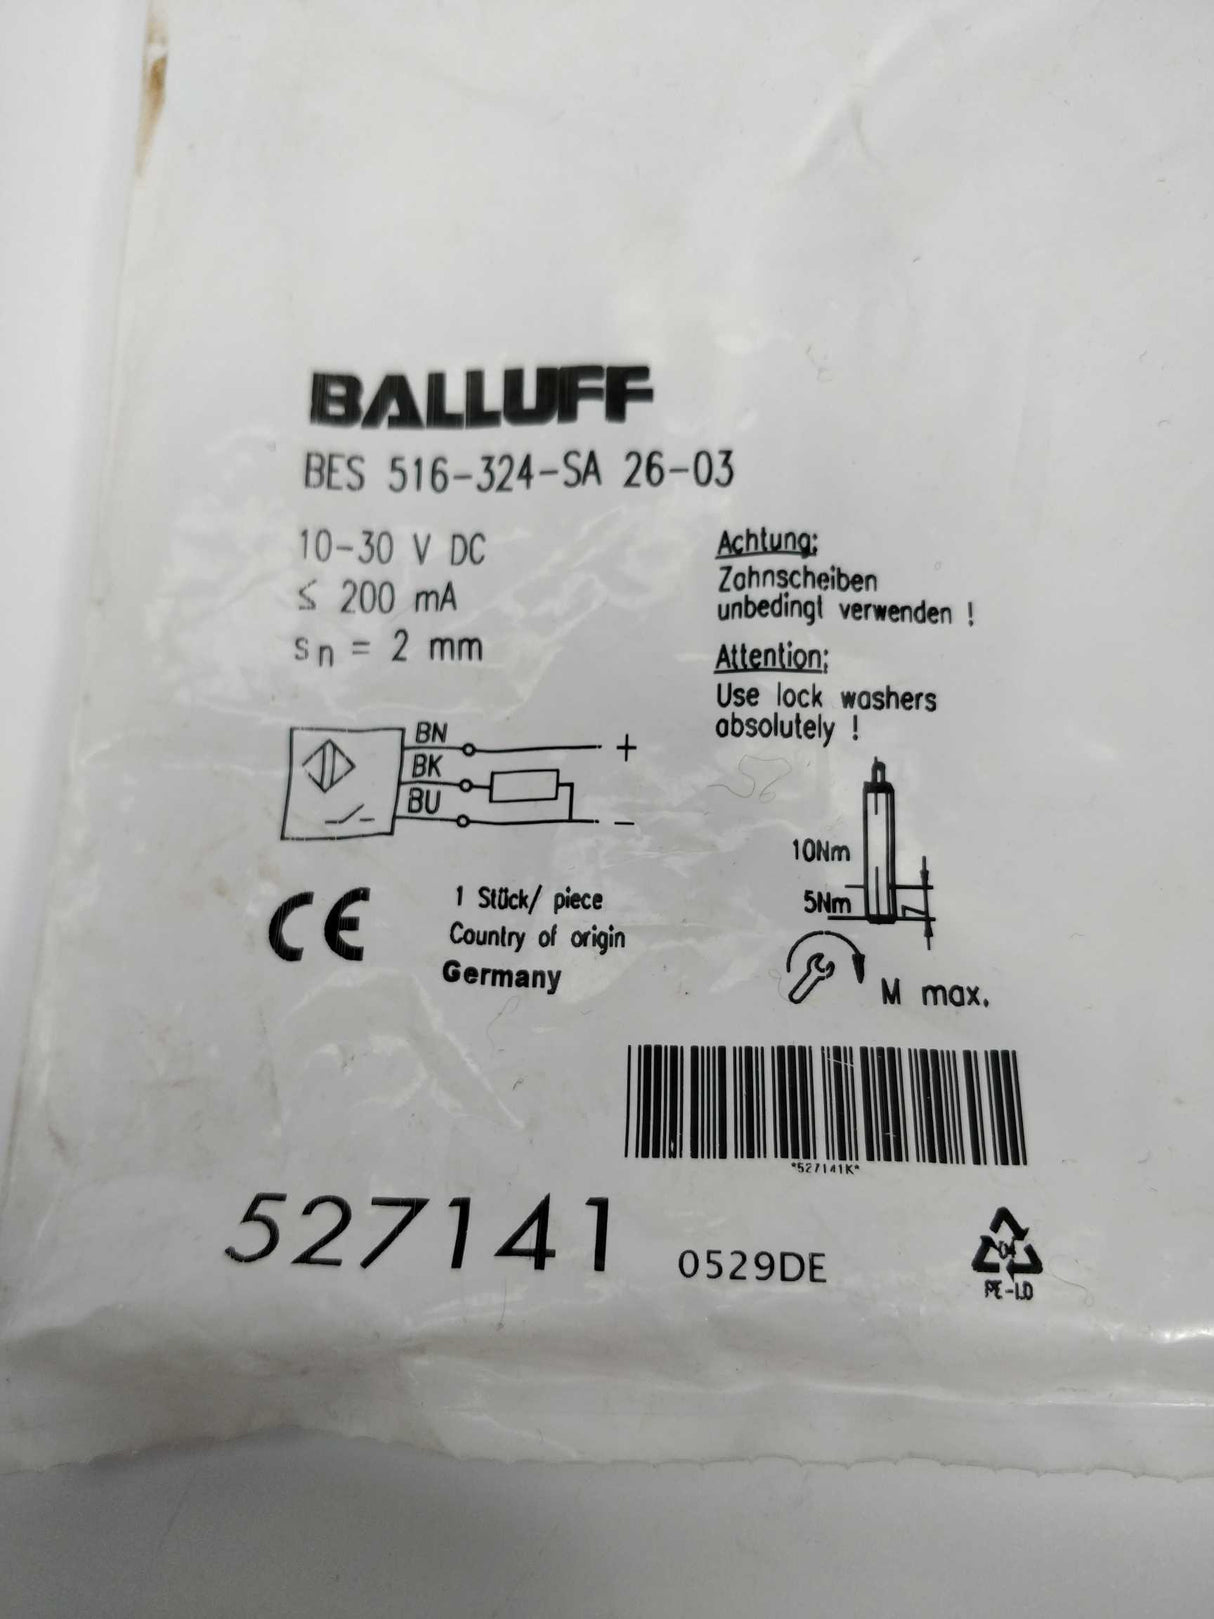 BALLUFF
BES 516-324-SA 26-03
10-30 V DC
≤ 200 mA
sn = 2 mm
Achtung:
Zahnscheiben
unbedingt verwenden !
Attention:
Use lock washers
absolutely !
BN
+
BK
BU
-
10Nm
5Nm
7
M max.
CE
1 Stück/ piece
Country of origin
Germany
*527141K*
527141
0529DE
04
PE-LD